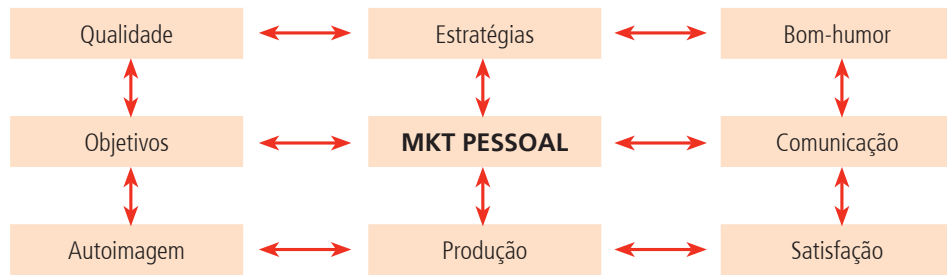 Qualidade
Estratégias
Bom-humor
Objetivos
MKT PESSOAL
Comunicação
Autoimagem
Produção
Satisfação